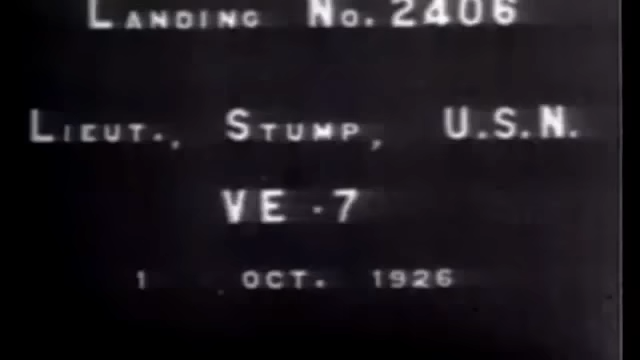 LANDING NO. 2406
LIEUT., STUMP, U.S.N.
VE-7
1 OCT. 1926